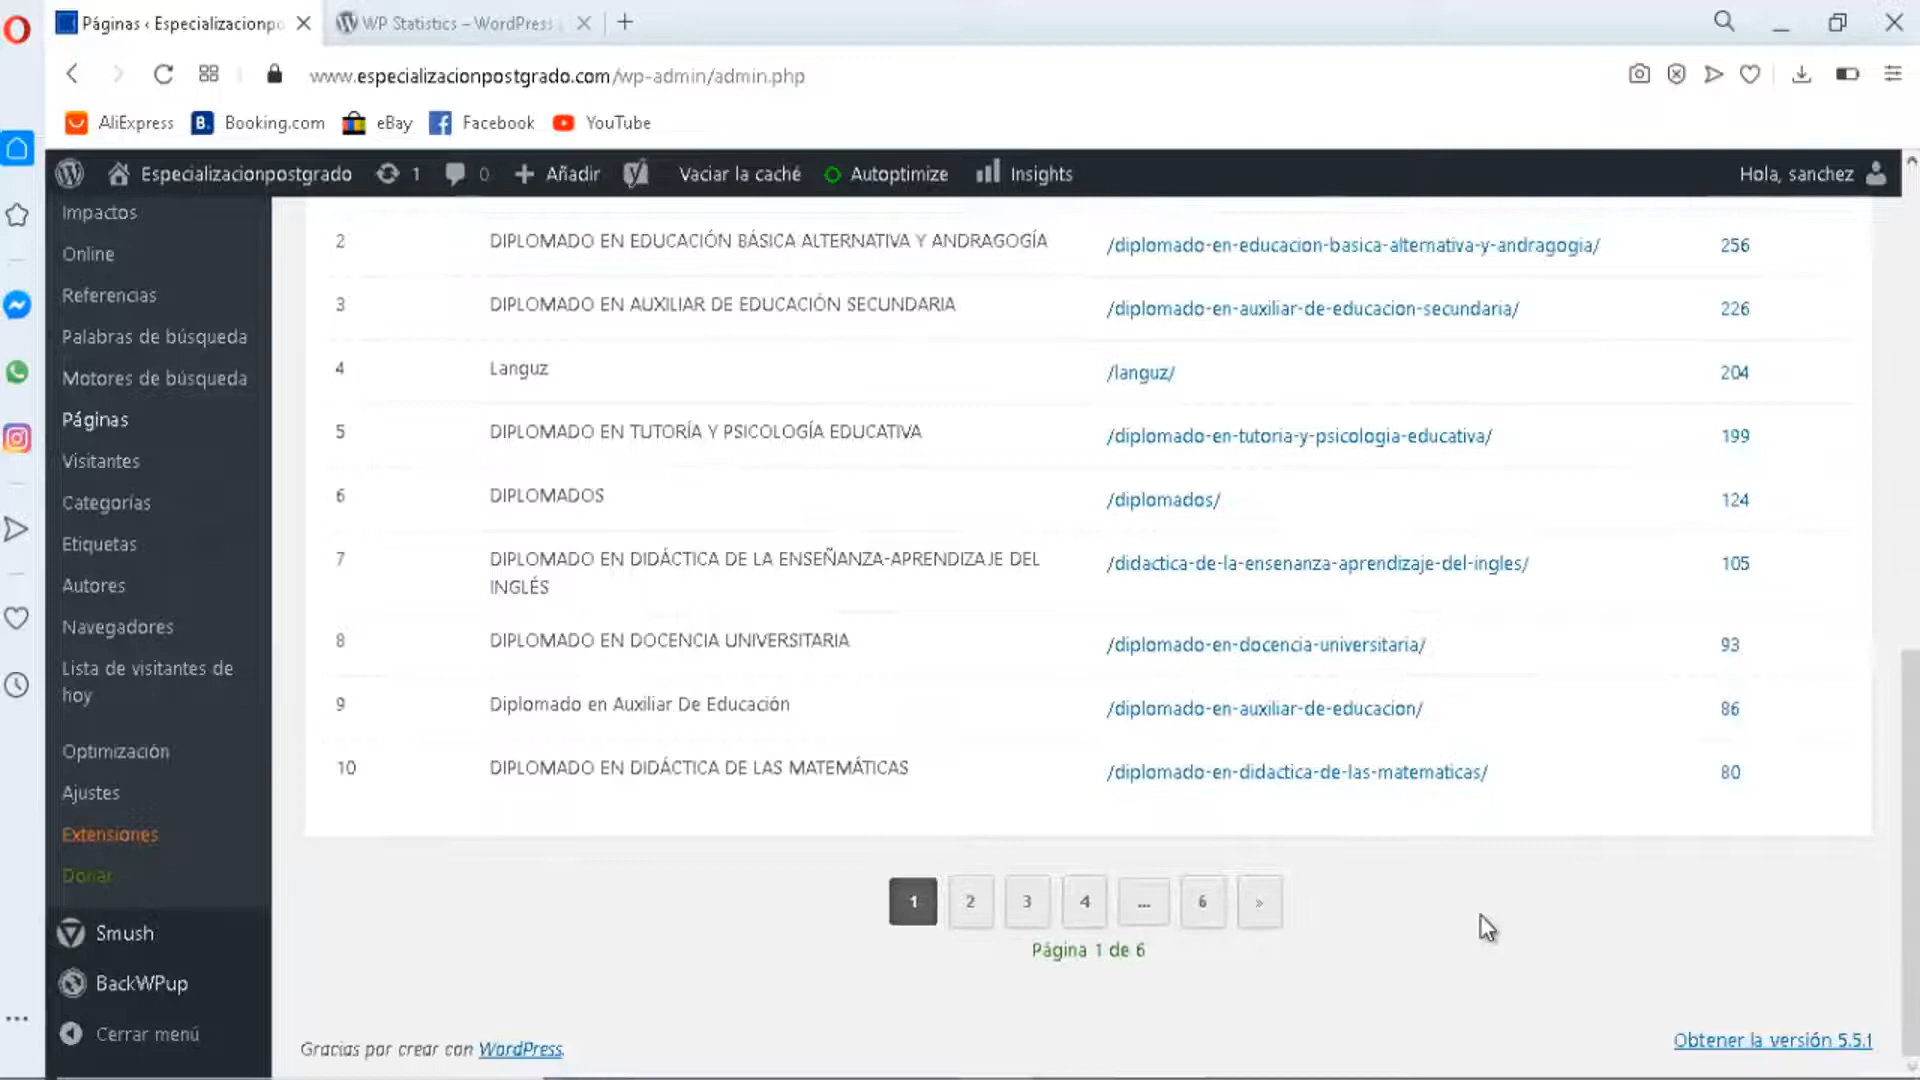 Páginas ‹ Especializacionpo
WP Statistics – WordPress
www.especializacionpostgrado.com/wp-admin/admin.php
AliExpress
Booking.com
eBay
Facebook
YouTube
Especializacionpostgrado
1
0
Añadir
Vaciar la caché
Autoptimize
Insights
Hola, sanchez
Impactos
Online
Referencias
Palabras de búsqueda
Motores de búsqueda
Páginas
Visitantes
Categorías
Etiquetas
Autores
Navegadores
Lista de visitantes de
hoy
Optimización
Ajustes
Extensiones
Donar
Smush
BackWPup
Cerrar menú
2 DIPLOMADO EN EDUCACIÓN BÁSICA ALTERNATIVA Y ANDRAGOGÍA /diplomado-en-educacion-basica-alternativa-y-andragogia/ 256
3 DIPLOMADO EN AUXILIAR DE EDUCACIÓN SECUNDARIA /diplomado-en-auxiliar-de-educacion-secundaria/ 226
4 Languz /languz/ 204
5 DIPLOMADO EN TUTORÍA Y PSICOLOGÍA EDUCATIVA /diplomado-en-tutoria-y-psicologia-educativa/ 199
6 DIPLOMADOS /diplomados/ 124
7 DIPLOMADO EN DIDÁCTICA DE LA ENSEÑANZA-APRENDIZAJE DEL /didactica-de-la-ensenanza-aprendizaje-del-ingles/ 105
INGLÉS
8 DIPLOMADO EN DOCENCIA UNIVERSITARIA /diplomado-en-docencia-universitaria/ 93
9 Diplomado en Auxiliar De Educación /diplomado-en-auxiliar-de-educacion/ 86
10 DIPLOMADO EN DIDÁCTICA DE LAS MATEMÁTICAS /diplomado-en-didactica-de-las-matematicas/ 80
1 2 3 4 ... 6 »
Página 1 de 6
Gracias por crear con WordPress.
Obtener la versión 5.5.1